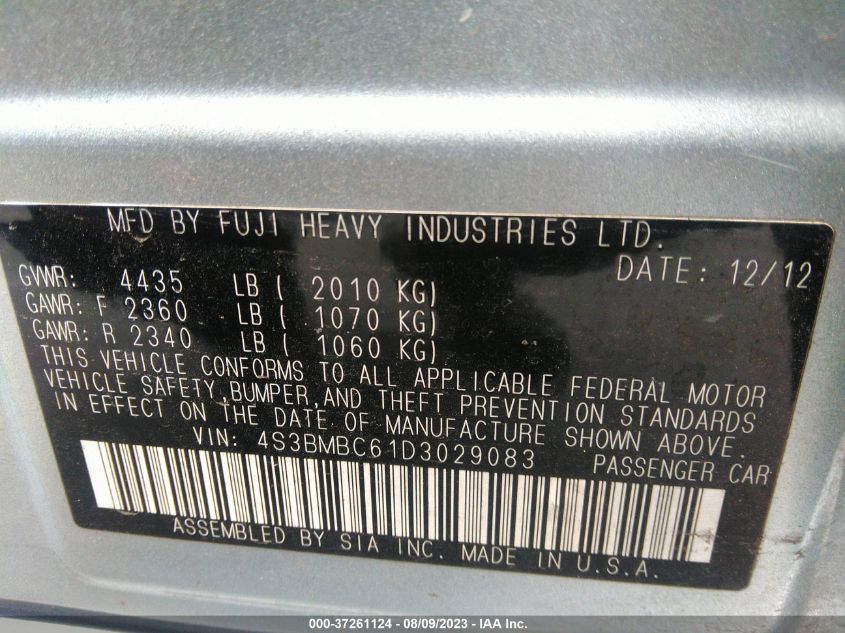 MFD BY FUJI HEAVY INDUSTRIES LTD.
DATE: 12/12
GVWR: 4435 LB ( 2010 KG)
GAWR: F 2360 LB ( 1070 KG)
GAWR: R 2340 LB ( 1060 KG)
THIS VEHICLE CONFORMS TO ALL APPLICABLE FEDERAL MOTOR
VEHICLE SAFETY,BUMPER,AND THEFT PREVENTION STANDARDS
IN EFFECT ON THE DATE OF MANUFACTURE SHOWN ABOVE.
VIN: 4S3BMBC61D3029083 PASSENGER CAR
ASSEMBLED BY SIA INC. MADE IN U.S.A.
000-37261124 - 08/09/2023 - IAA Inc.